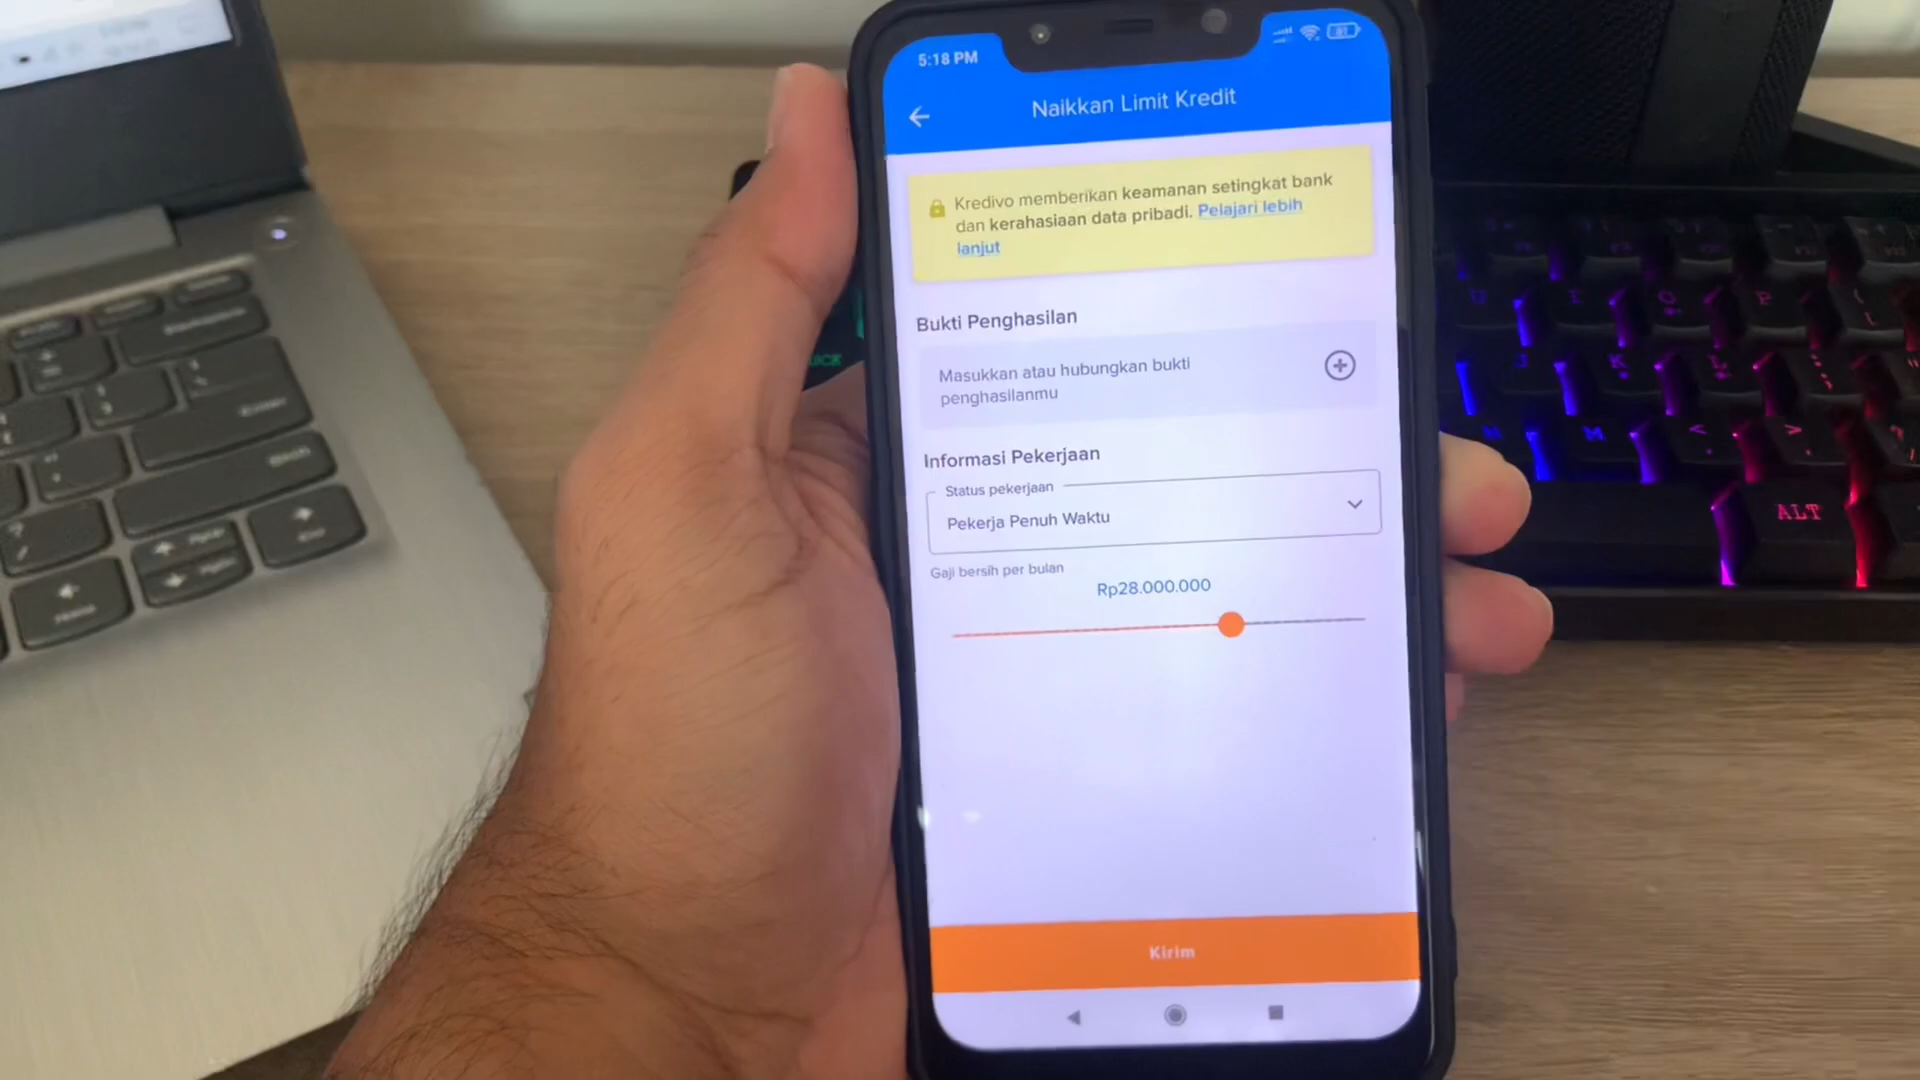 5:18 PM
Naikkan Limit Kredit
Kredivo memberikan keamanan setingkat bank
dan kerahasiaan data pribadi. Pelajari lebih
lanjut
Bukti Penghasilan
Masukkan atau hubungkan bukti
penghasilanmu
Informasi Pekerjaan
Status pekerjaan
Pekerja Penuh Waktu
Gaji bersih per bulan
Rp28.000.000
Kirim
ALT